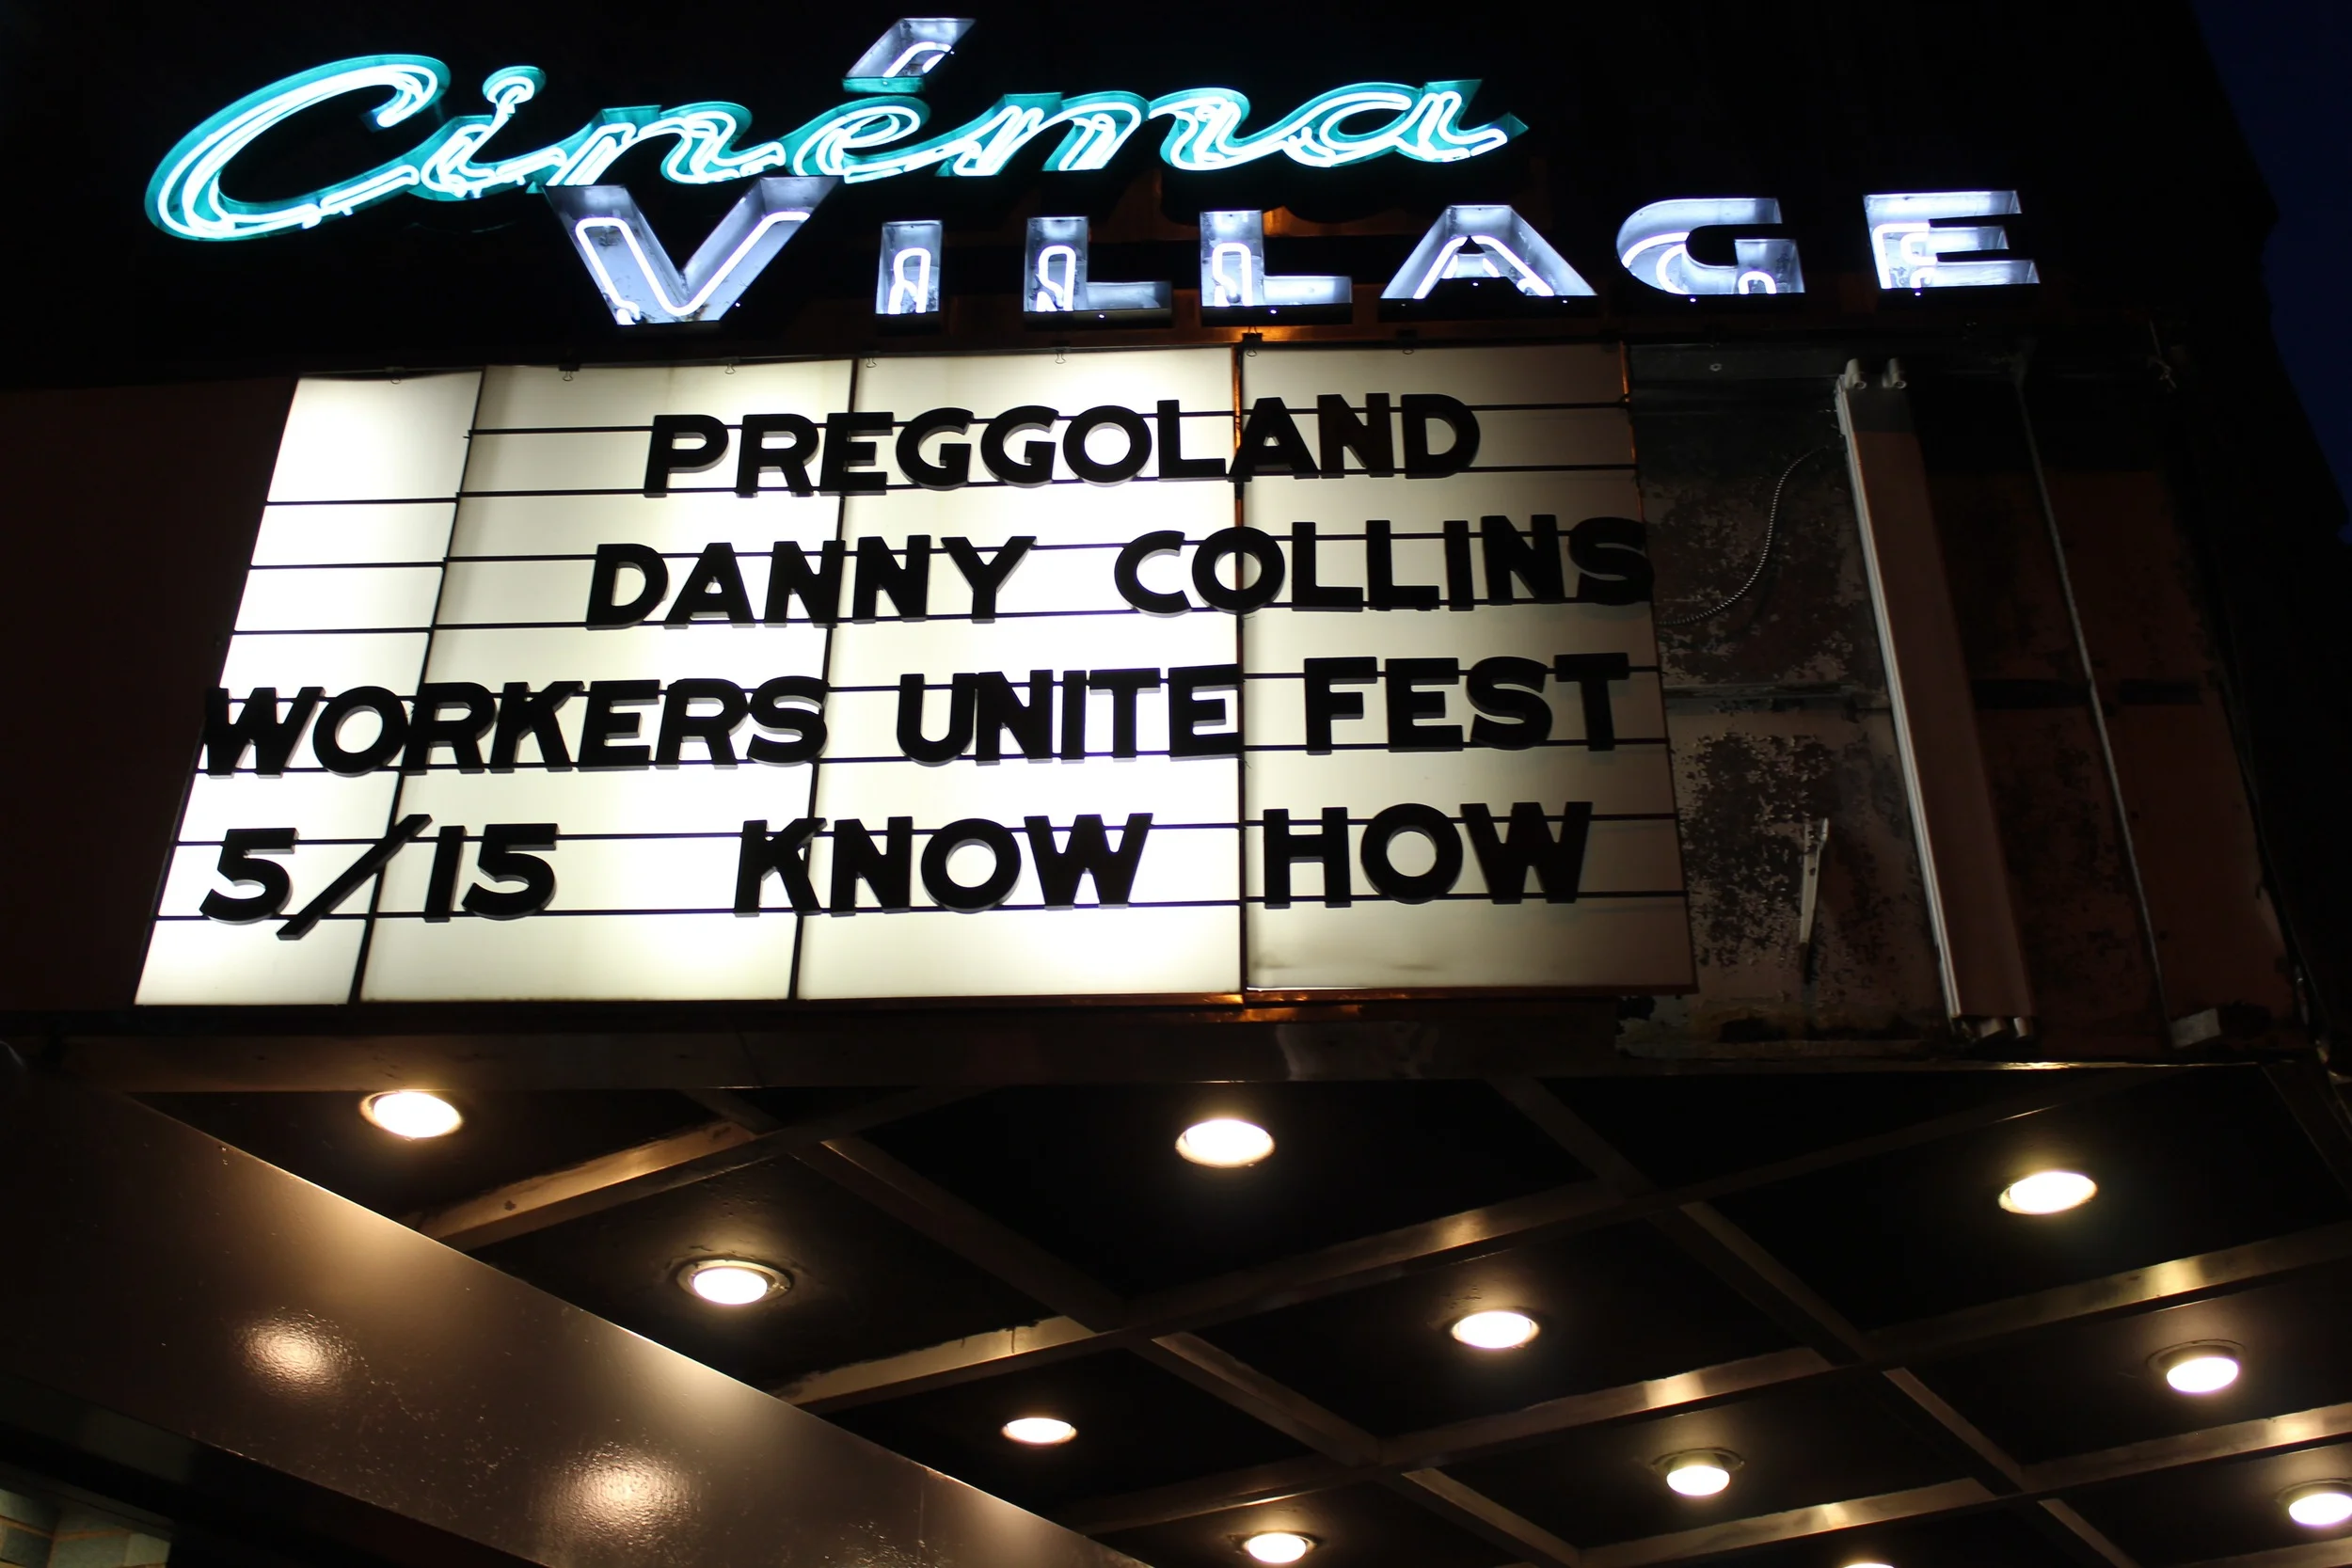 Cinéma
VILLAGE
PREGGOLAND
DANNY COLLINS
WORKERS UNITE FEST
5/15 KNOW HOW